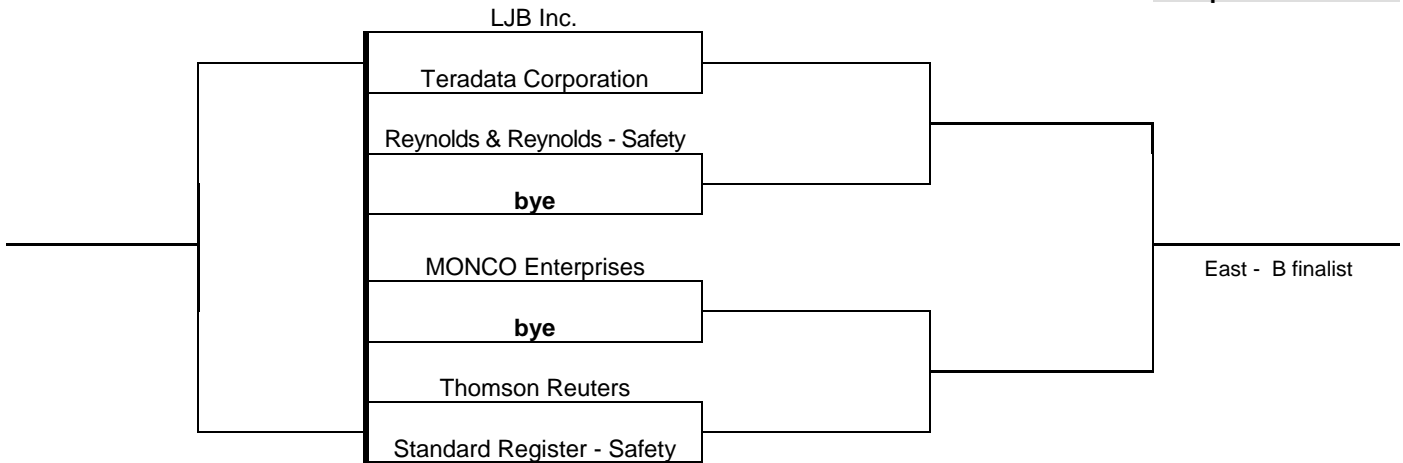 LJB Inc.
Teradata Corporation
Reynolds & Reynolds - Safety
bye
MONCO Enterprises
East - B finalist
bye
Thomson Reuters
Standard Register - Safety